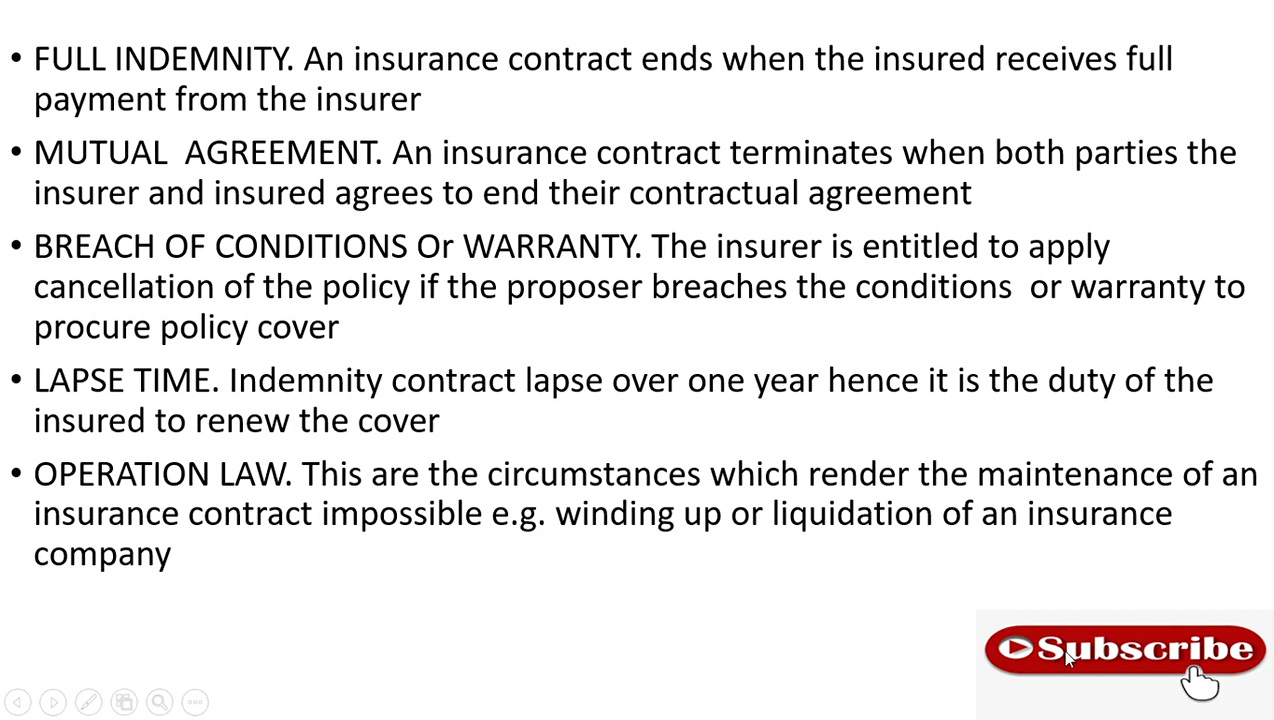 • FULL INDEMNITY. An insurance contract ends when the insured receives full
payment from the insurer
• MUTUAL  AGREEMENT. An insurance contract terminates when both parties the
insurer and insured agrees to end their contractual agreement
• BREACH OF CONDITIONS Or WARRANTY. The insurer is entitled to apply
cancellation of the policy if the proposer breaches the conditions  or warranty to
procure policy cover
• LAPSE TIME. Indemnity contract lapse over one year hence it is the duty of the
insured to renew the cover
• OPERATION LAW. This are the circumstances which render the maintenance of an
insurance contract impossible e.g. winding up or liquidation of an insurance
company
Subscribe